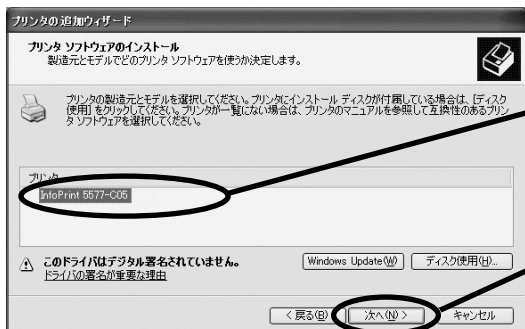 プリンタの追加ウィザード
プリンタ ソフトウェアのインストール
製造元とモデルでどのプリンタ ソフトウェアを使うか決定します。
プリンタの製造元とモデルを選択してください。プリンタにインストール ディスクが付属している場合は、[ディスク
使用] をクリックしてください。プリンタが一覧にない場合は、プリンタのマニュアルを参照して互換性のあるプリン
タ ソフトウェアを選択してください。
プリンタ
InfoPrint 5577-C05
このドライバはデジタル署名されていません。
Windows Update(W)
ディスク使用(H)...
ドライバの署名が重要な理由
< 戻る(B)
次へ(N) >
キャンセル